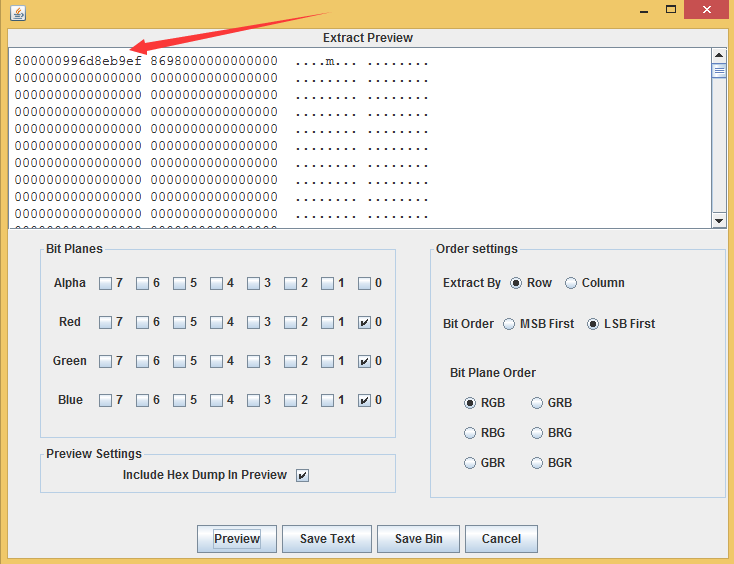 Extract Preview
800000996d8eb9ef 8698000000000000 ....m... ........
0000000000000000 0000000000000000 ........ ........
0000000000000000 0000000000000000 ........ ........
0000000000000000 0000000000000000 ........ ........
0000000000000000 0000000000000000 ........ ........
0000000000000000 0000000000000000 ........ ........
0000000000000000 0000000000000000 ........ ........
0000000000000000 0000000000000000 ........ ........
0000000000000000 0000000000000000 ........ ........
0000000000000000 0000000000000000 ........ ........
Bit Planes
Alpha 7 6 5 4 3 2 1 0
Red 7 6 5 4 3 2 1 0
Green 7 6 5 4 3 2 1 0
Blue 7 6 5 4 3 2 1 0
Preview Settings
Include Hex Dump In Preview
Order settings
Extract By Row Column
Bit Order MSB First LSB First
Bit Plane Order
RGB GRB
RBG BRG
GBR BGR
Preview Save Text Save Bin Cancel